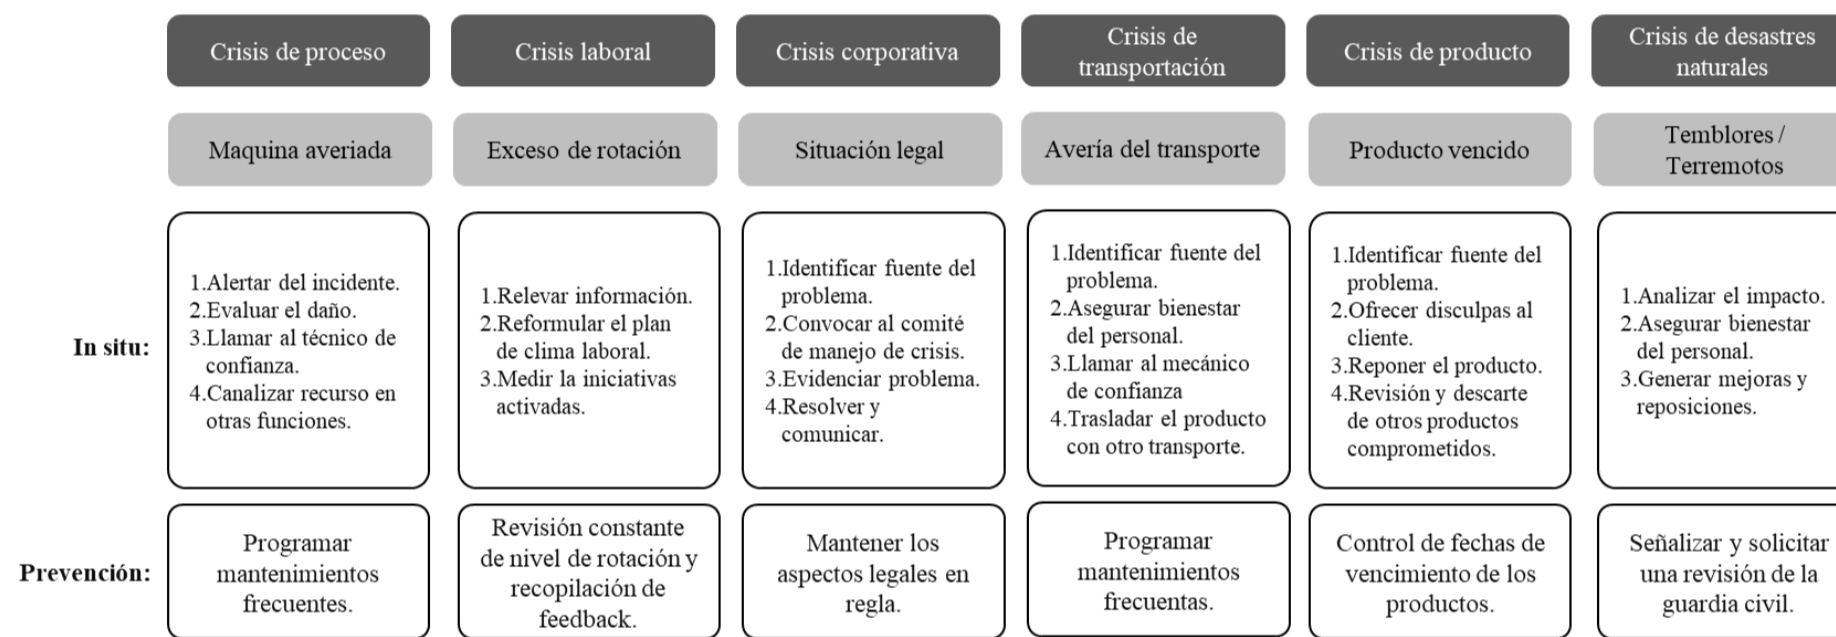 Crisis de proceso
Crisis laboral
Crisis corporativa
Crisis de
transportación
Crisis de producto
Crisis de desastres
naturales
Maquina averiada
Exceso de rotación
Situación legal
Avería del transporte
Producto vencido
Temblores /
Terremotos
In situ:
1.Alertar del incidente.
2.Evaluar el daño.
3.Llamar al técnico de
confianza.
4.Canalizar recurso en
otras funciones.
1.Relevar información.
2.Reformular el plan
de clima laboral.
3.Medir la iniciativas
activadas.
1.Identificar fuente del
problema.
2.Convocar al comité
de manejo de crisis.
3.Evidenciar problema.
4.Resolver y
comunicar.
1.Identificar fuente del
problema.
2.Asegurar bienestar
del personal.
3.Llamar al mecánico
de confianza
4.Trasladar el producto
con otro transporte.
1.Identificar fuente del
problema.
2.Ofrecer disculpas al
cliente.
3.Reponer el producto.
4.Revisión y descarte
de otros productos
comprometidos.
1.Analizar el impacto.
2.Asegurar bienestar
del personal.
3.Generar mejoras y
reposiciones.
Prevención:
Programar
mantenimientos
frecuentes.
Revisión constante
de nivel de rotación y
recopilación de
feedback.
Mantener los
aspectos legales en
regla.
Programar
mantenimientos
frecuentas.
Control de fechas de
vencimiento de los
productos.
Señalizar y solicitar
una revisión de la
guardia civil.